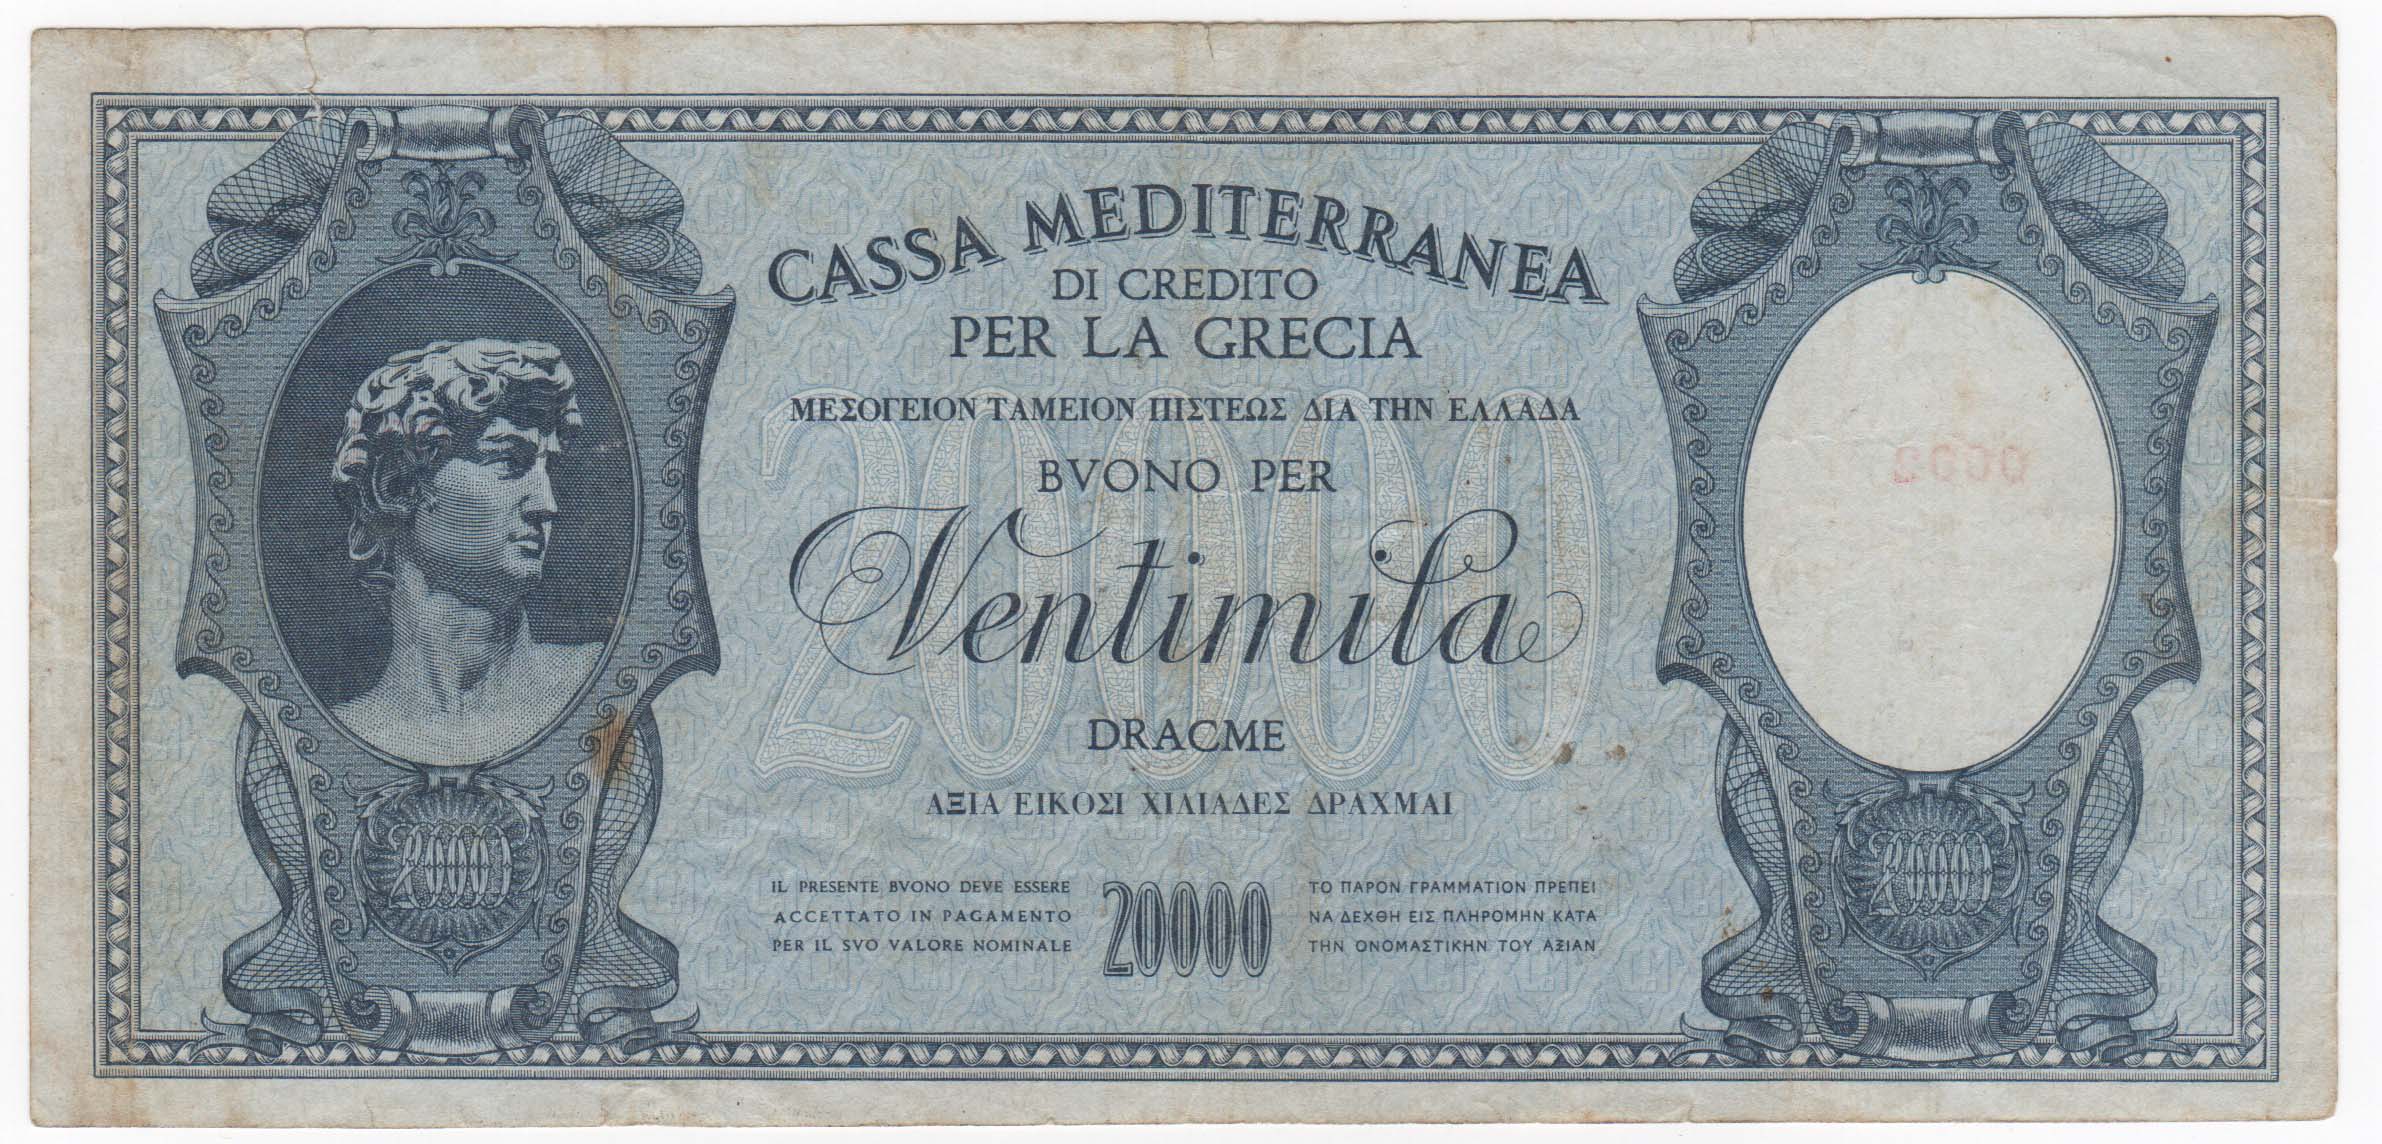 CASSA MEDITERRANEA
DI CREDITO
PER LA GRECIA
ΜΕΣΟΓΕΙΟΝ ΤΑΜΕΙΟΝ ΠΙΣΤΕΩΣ ΔΙΑ ΤΗΝ ΕΛΛΑΔΑ
BVONO PER
20000
Ventimila
DRACME
ΑΞΙΑ ΕΙΚΟΣΙ ΧΙΛΙΑΔΕΣ ΔΡΑΧΜΑΙ
20000
20000
IL PRESENTE BVONO DEVE ESSERE
ACCETTATO IN PAGAMENTO
PER IL SVO VALORE NOMINALE
20000
ΤΟ ΠΑΡΟΝ ΓΡΑΜΜΑΤΙΟΝ ΠΡΕΠΕΙ
ΝΑ ΔΕΧΘΗ ΕΙΣ ΠΛΗΡΟΜΗΝ ΚΑΤΑ
ΤΗΝ ΟΝΟΜΑΣΤΙΚΗΝ ΤΟΥ ΑΞΙΑΝ